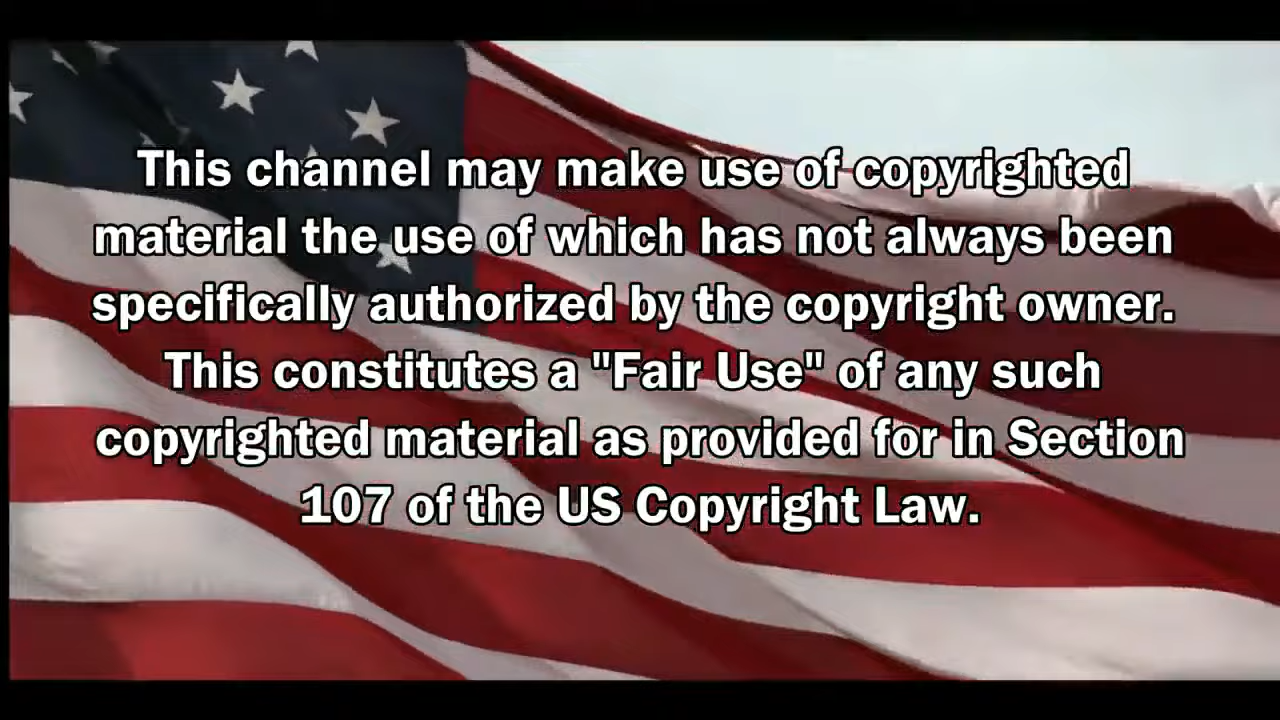 This channel may make use of copyrighted
material the use of which has not always been
specifically authorized by the copyright owner.
This constitutes a "Fair Use" of any such
copyrighted material as provided for in Section
107 of the US Copyright Law.